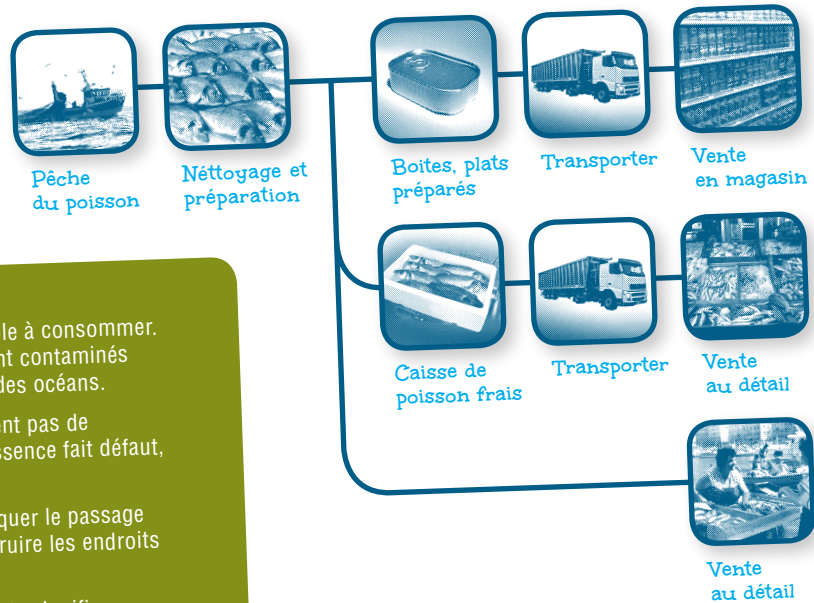 Pêche
du poisson
Néttoyage et
préparation
Boites, plats
préparés
Transporter
Vente
en magasin
Caisse de
poisson frais
Transporter
Vente
au détail
Vente
au détail
le à consommer.
nt contaminés
des océans.
ent pas de
ssence fait défaut,
quer le passage
ruire les endroits